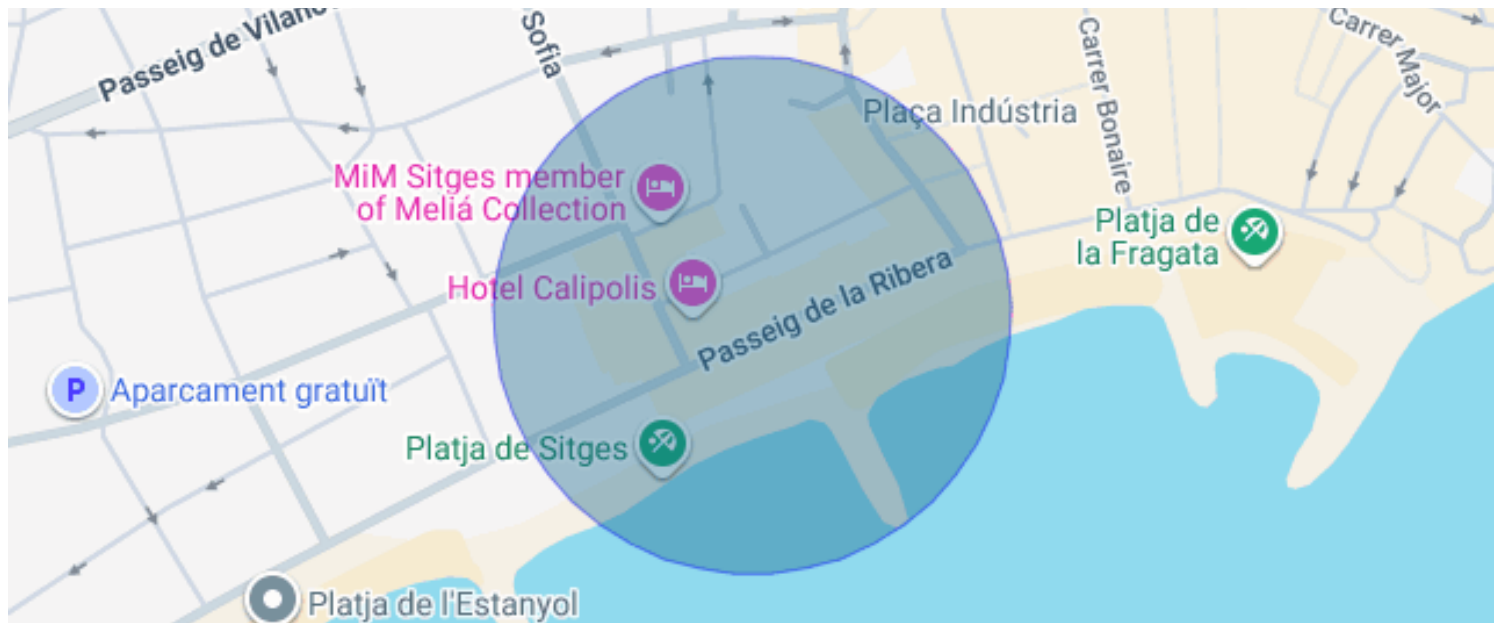 Passeig de Vilano
Sofia
Carrer Major
Carrer Bonaire
Plaça Indústria
MiM Sitges member
of Meliá Collection
Platja de
la Fragata
Hotel Calipolis
Passeig de la Ribera
P
Aparcament gratuït
Platja de Sitges
Platja de l'Estanyol